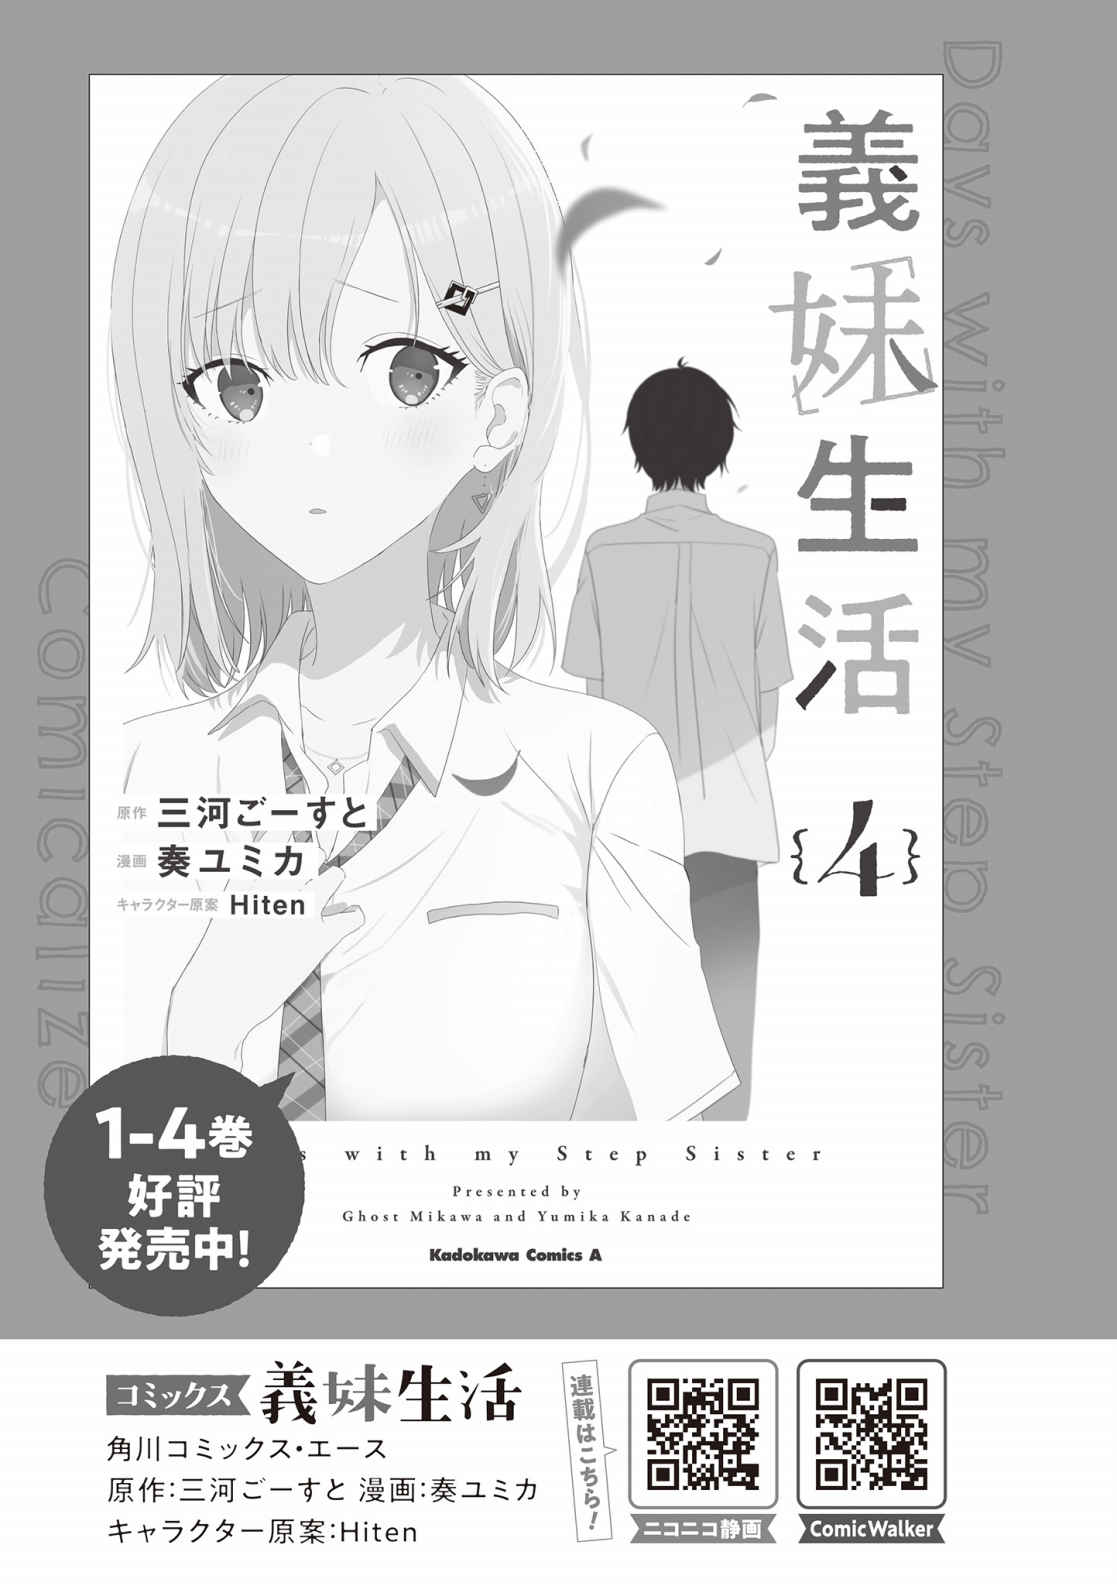 Days with my Step Sister
comicalize
義妹生活
{4}
原作 三河ごーすと
漫画 奏ユミカ
キャラクター原案 Hiten
s with my Step Sister
Presented by
Ghost Mikawa and Yumika Kanade
Kadokawa Comics A
1-4巻
好評
発売中!
コミックス 義妹生活
角川コミックス・エース
原作:三河ごーすと 漫画:奏ユミカ
キャラクター原案:Hiten
連載はこちら!
ニコニコ静画
ComicWalker